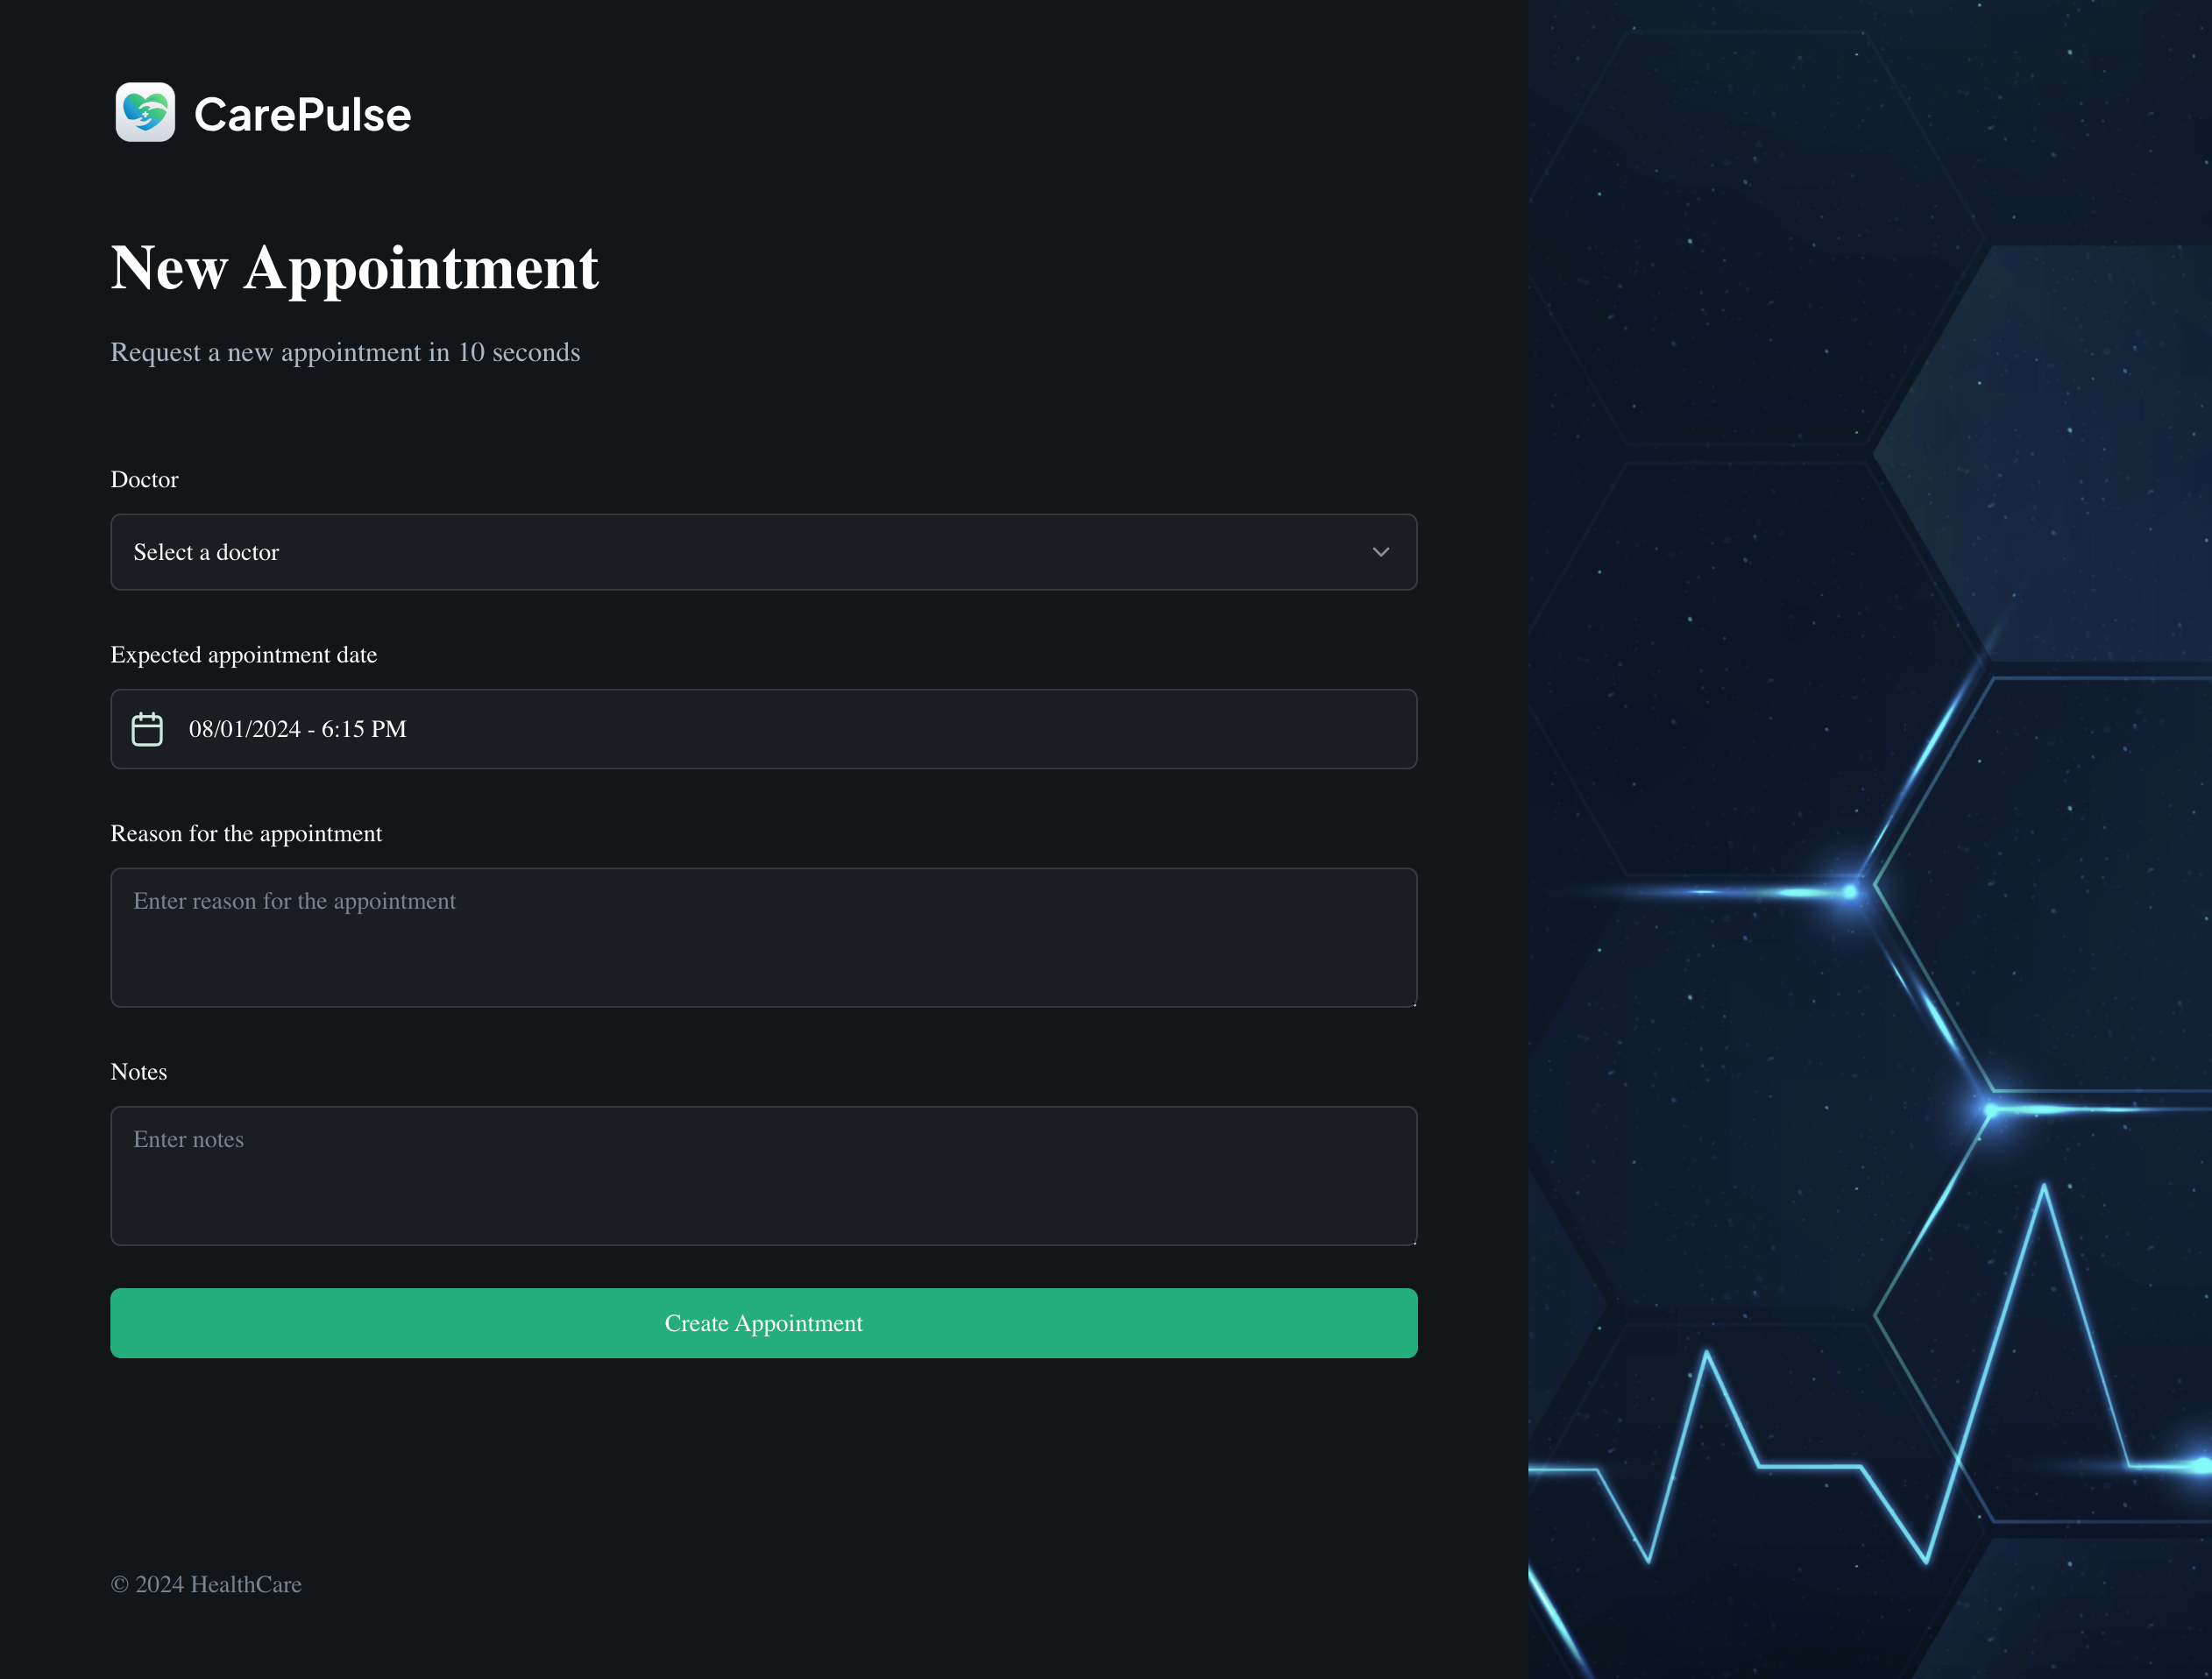 CarePulse
New Appointment
Request a new appointment in 10 seconds
Doctor
Select a doctor
Expected appointment date
08/01/2024 - 6:15 PM
Reason for the appointment
Enter reason for the appointment
Notes
Enter notes
Create Appointment
© 2024 HealthCare